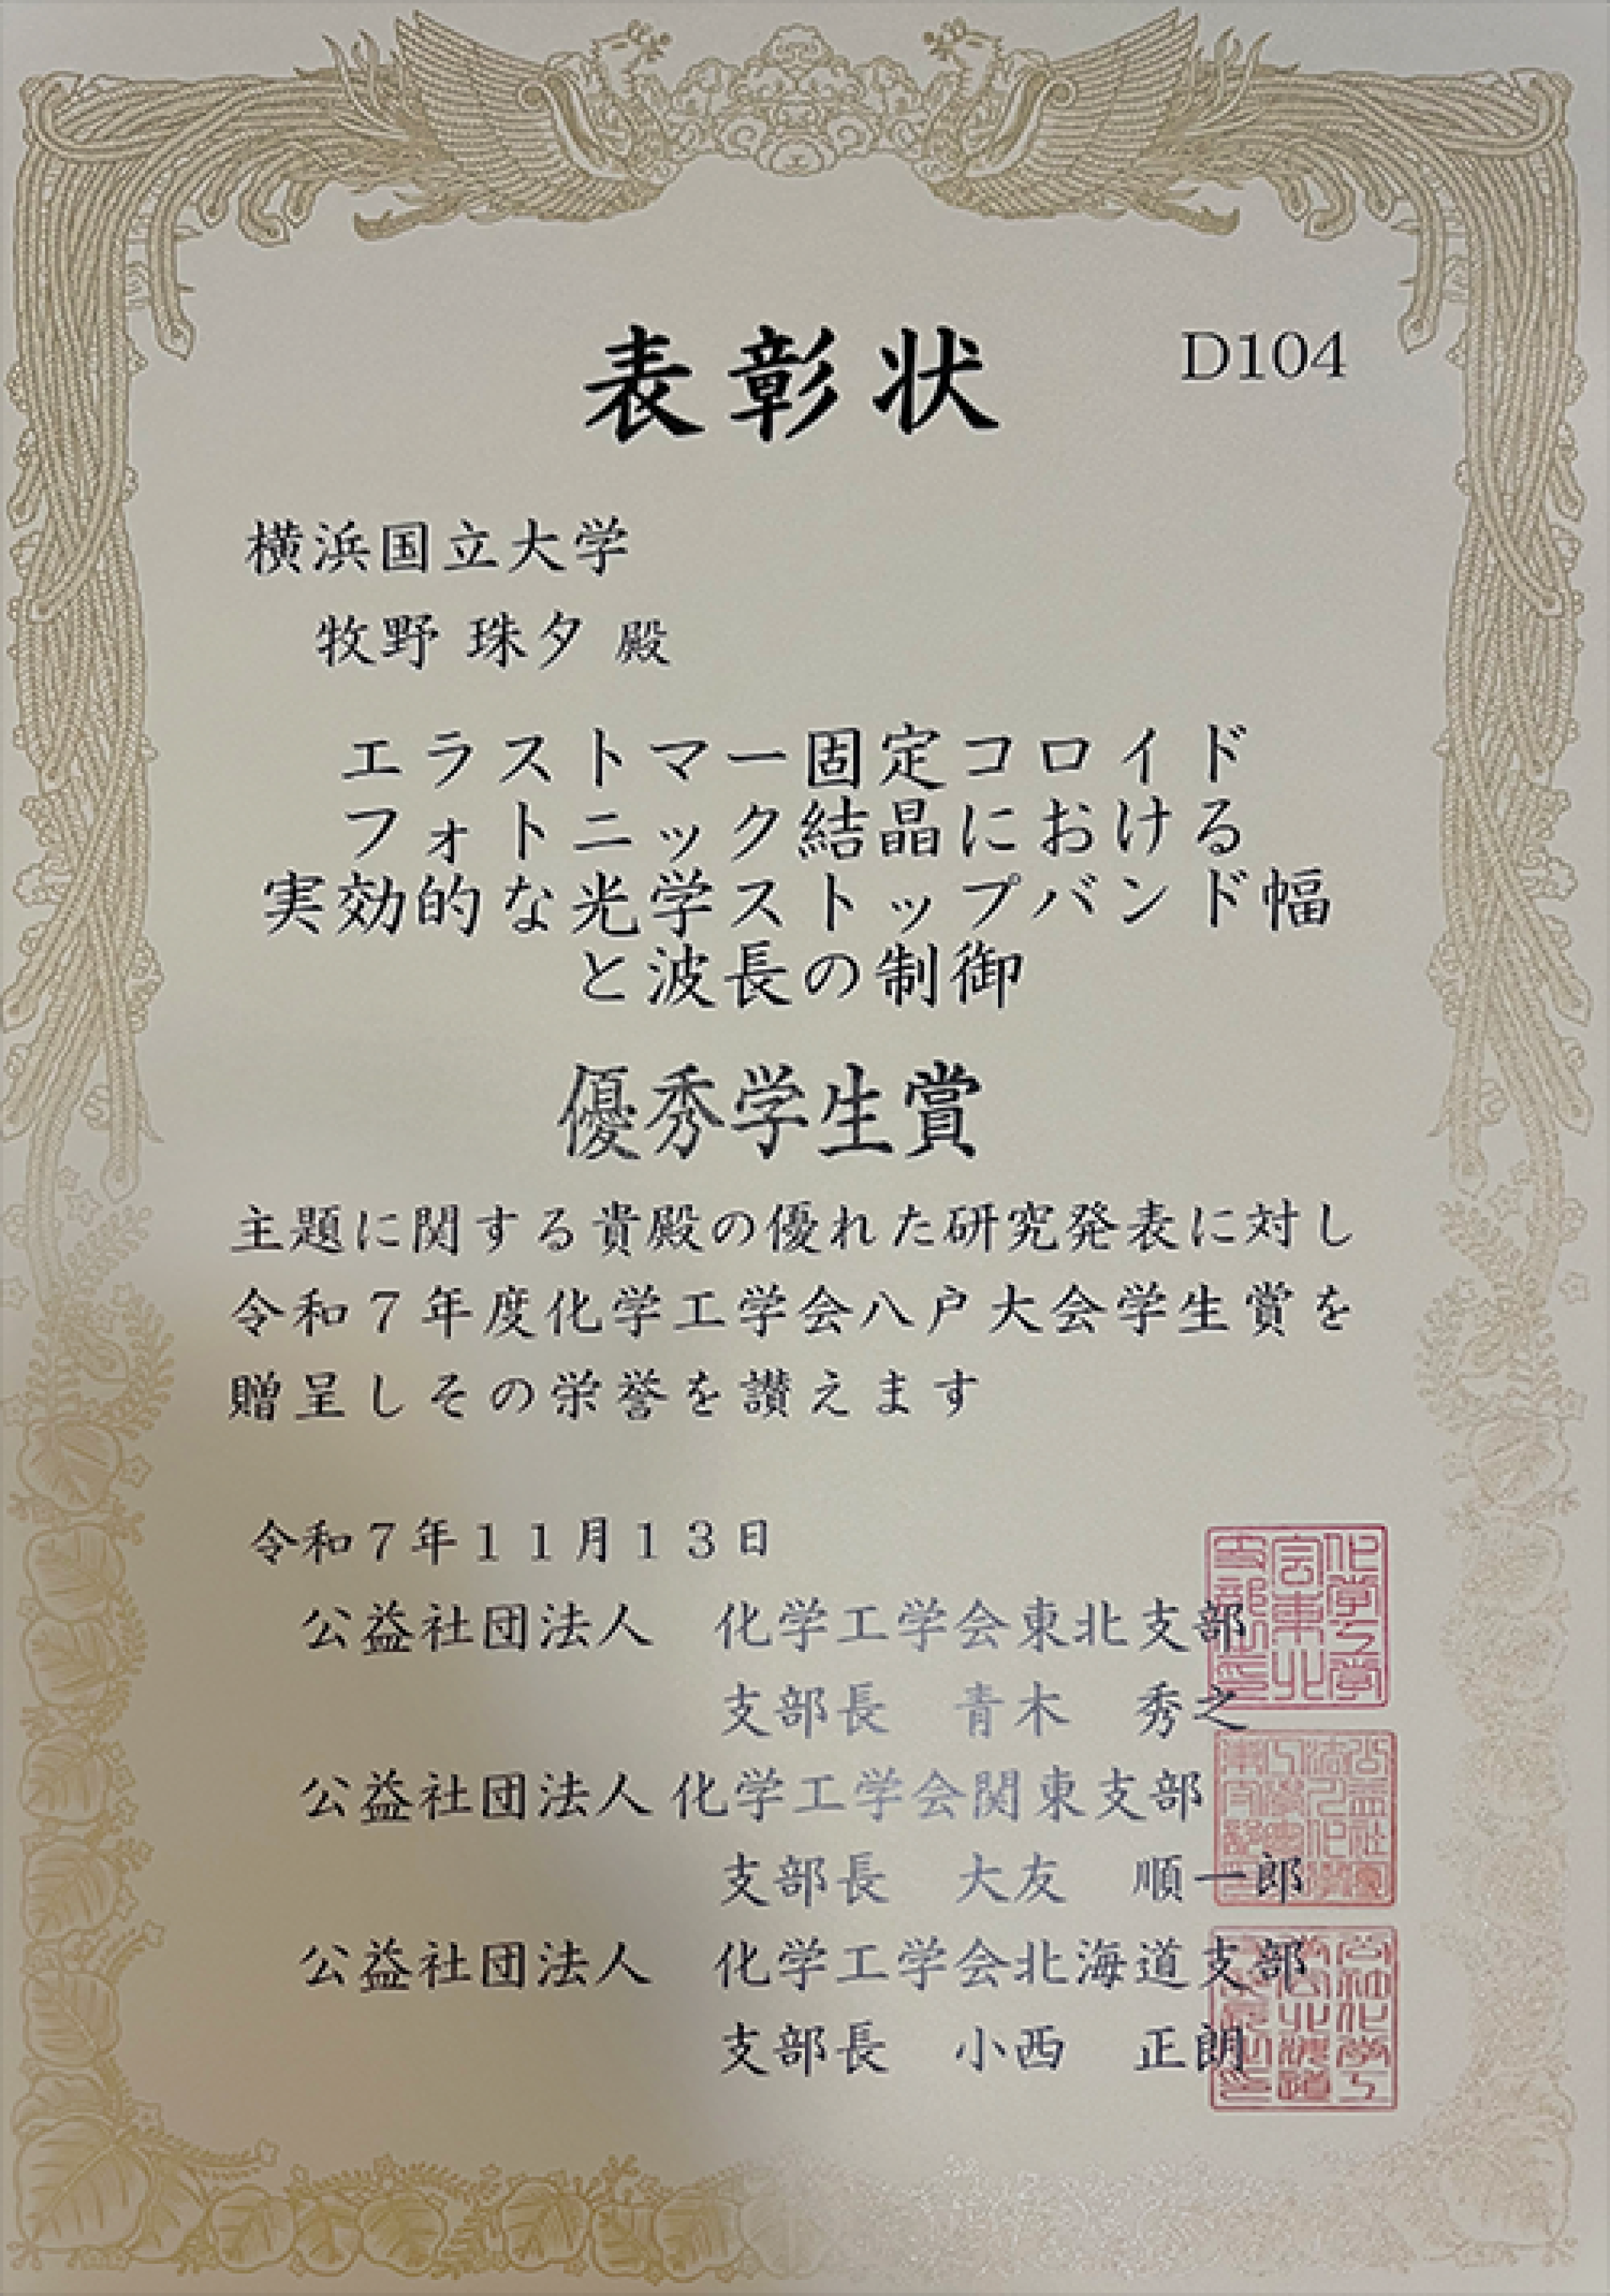 表彰状
D104
横浜国立大学
牧野 珠夕 殿
エラストマー固定コロイド
フォトニック結晶における
実効的な光学ストップバンド幅
と波長の制御
優秀学生賞
主題に関する貴殿の優れた研究発表に対し
令和７年度化学工学会八戸大会学生賞を
贈呈しその栄誉を讃えます
令和７年１１月１３日
公益社団法人　化学工学会東北支部
支部長　青木　秀之
公益社団法人 化学工学会関東支部
支部長　大友　順一郎
公益社団法人　化学工学会北海道支部
支部長　小西　正朗